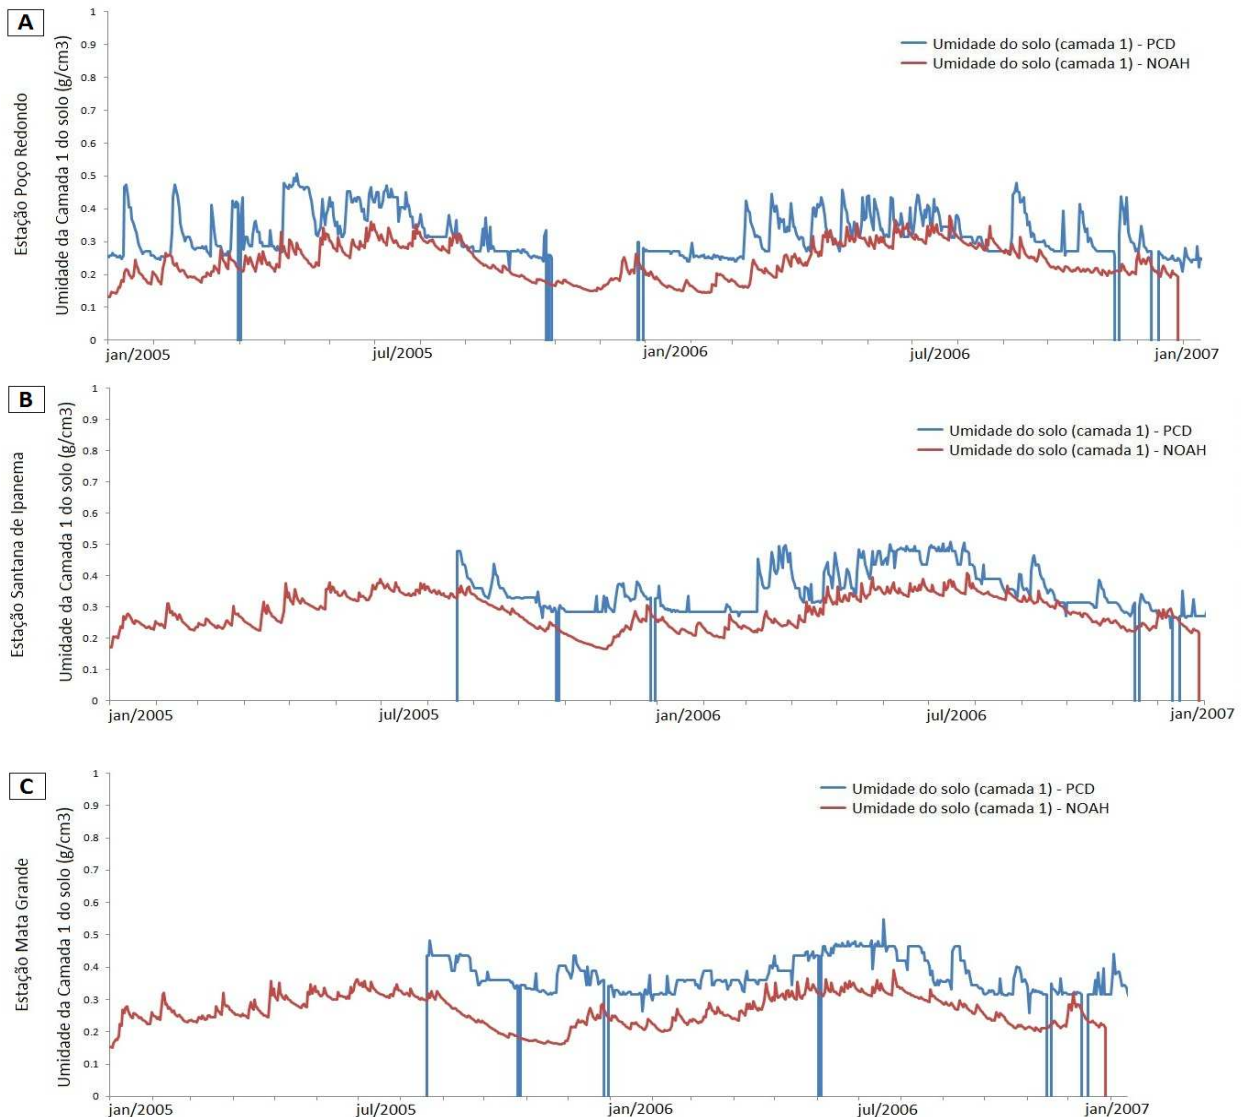 A
Estação Poço Redondo
Umidade da Camada 1 do solo (g/cm3)
1
0.9
0.8
0.7
0.6
0.5
0.4
0.3
0.2
0.1
0
Umidade do solo (camada 1) - PCD
Umidade do solo (camada 1) - NOAH
jan/2005 jul/2005 jan/2006 jul/2006 jan/2007
B
Estação Santana de Ipanema
Umidade da Camada 1 do solo (g/cm3)
1
0.9
0.8
0.7
0.6
0.5
0.4
0.3
0.2
0.1
0
Umidade do solo (camada 1) - PCD
Umidade do solo (camada 1) - NOAH
jan/2005 jul/2005 jan/2006 jul/2006 jan/2007
C
Estação Mata Grande
Umidade da Camada 1 do solo (g/cm3)
1
0.9
0.8
0.7
0.6
0.5
0.4
0.3
0.2
0.1
0
Umidade do solo (camada 1) - PCD
Umidade do solo (camada 1) - NOAH
jan/2005 jul/2005 jan/2006 jul/2006 jan/2007